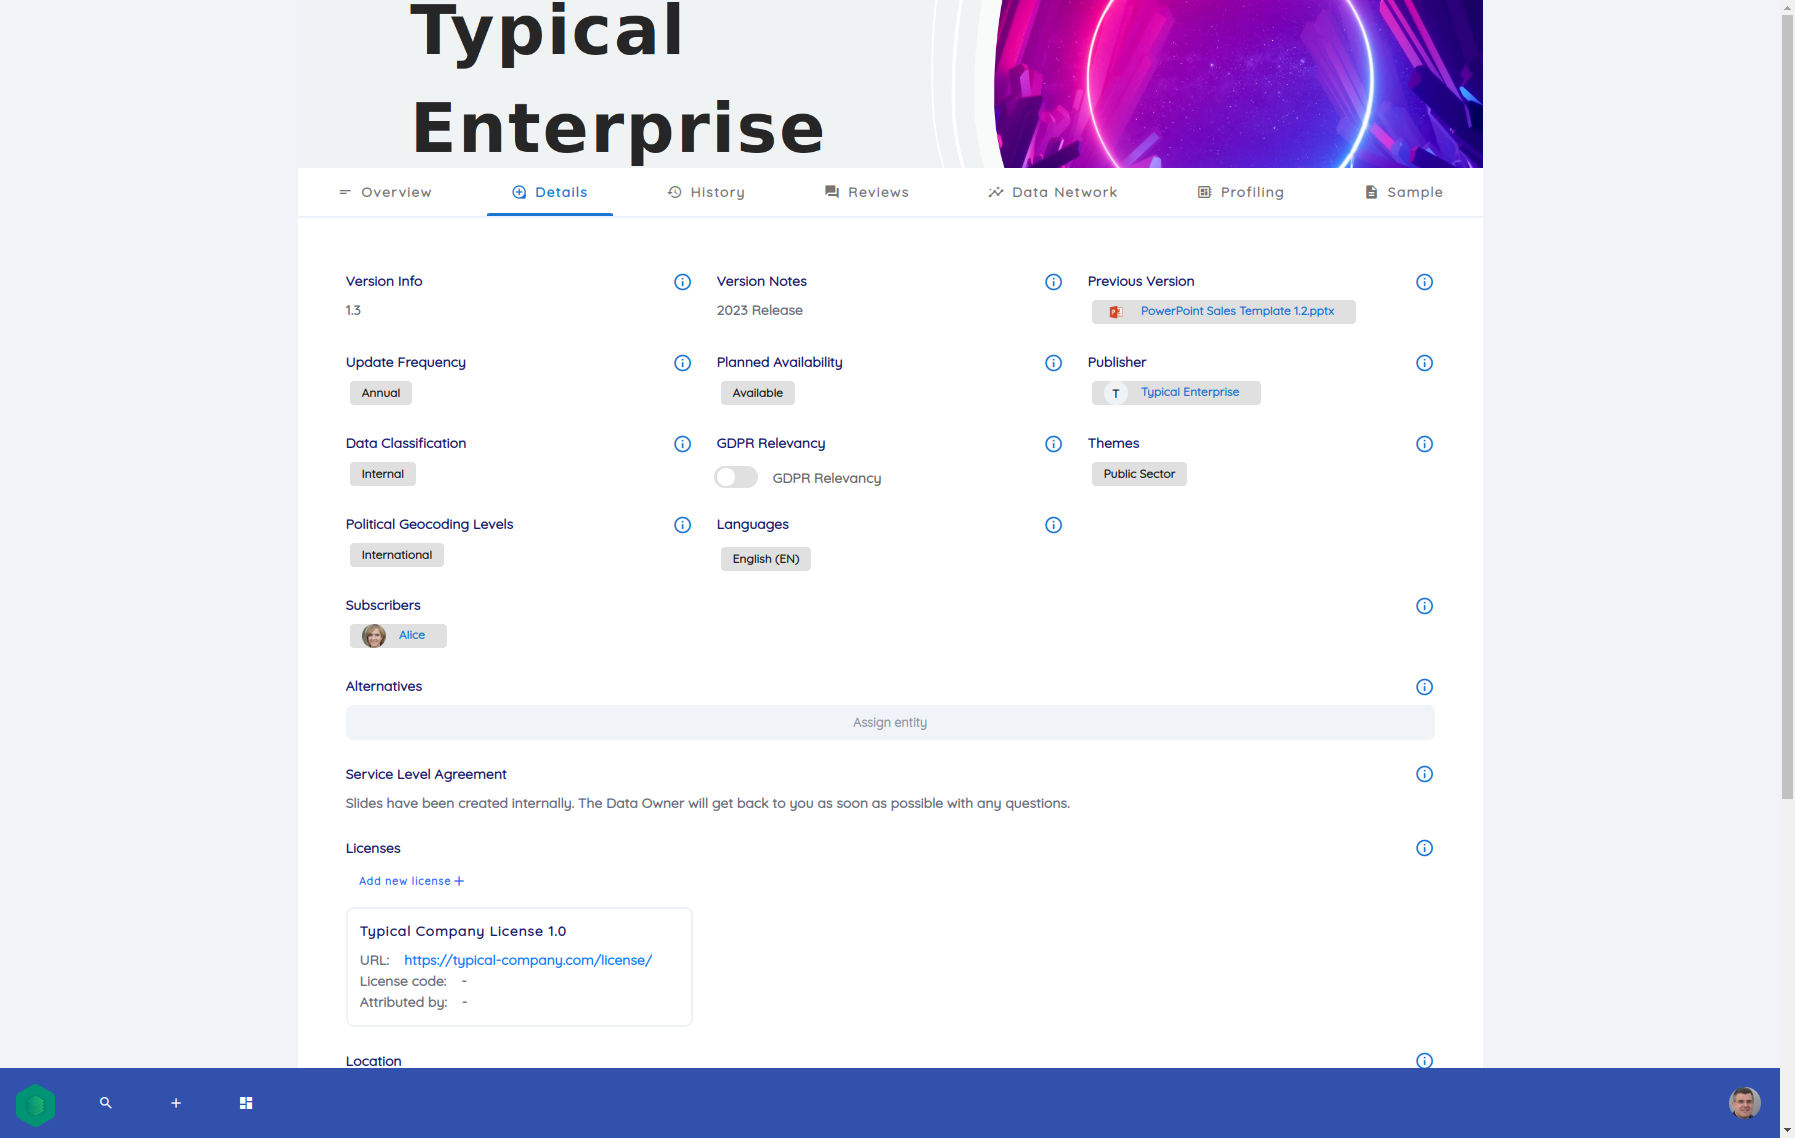 Typical
Enterprise
Overview Details History Reviews Data Network Profiling Sample
Version Info Version Notes Previous Version
1.3 2023 Release PowerPoint Sales Template 1.2.pptx
Update Frequency Planned Availability Publisher
Annual Available T Typical Enterprise
Data Classification GDPR Relevancy Themes
Internal GDPR Relevancy Public Sector
Political Geocoding Levels Languages
International English (EN)
Subscribers
Alice
Alternatives
Assign entity
Service Level Agreement
Slides have been created internally. The Data Owner will get back to you as soon as possible with any questions.
Licenses
Add new license +
Typical Company License 1.0
URL: https://typical-company.com/license/
License code: -
Attributed by: -
Location